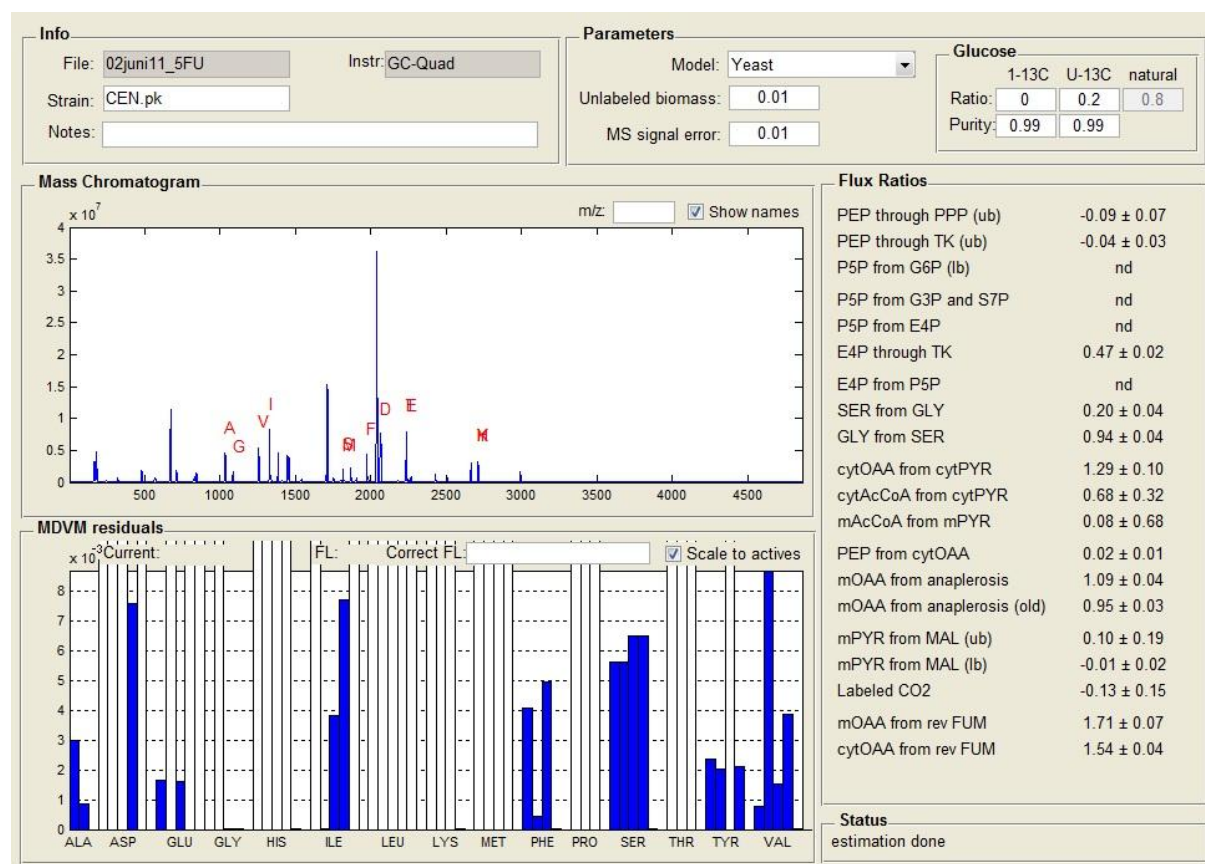 Info
File: 02juni11_5FU Instr: GC-Quad
Strain: CEN.pk
Notes:
Parameters
Model: Yeast
Unlabeled biomass: 0.01
MS signal error: 0.01
Glucose
1-13C U-13C natural
Ratio: 0 0.2 0.8
Purity: 0.99 0.99
Mass Chromatogram
x 10^7
m/z: Show names
4
3.5
3
2.5
2
1.5
1
0.5
0
A G V I M F D E
500 1000 1500 2000 2500 3000 3500 4000 4500
MDVM residuals
x 10^-3 Current: FL: Correct FL: Scale to actives
8
7
6
5
4
3
2
1
0
ALA ASP GLU GLY HIS ILE LEU LYS MET PHE PRO SER THR TYR VAL
Flux Ratios
PEP through PPP (ub) -0.09 ± 0.07
PEP through TK (ub) -0.04 ± 0.03
P5P from G6P (lb) nd
P5P from G3P and S7P nd
P5P from E4P nd
E4P through TK 0.47 ± 0.02
E4P from P5P nd
SER from GLY 0.20 ± 0.04
GLY from SER 0.94 ± 0.04
cytOAA from cytPYR 1.29 ± 0.10
cytAcCoA from cytPYR 0.68 ± 0.32
mAcCoA from mPYR 0.08 ± 0.68
PEP from cytOAA 0.02 ± 0.01
mOAA from anaplerosis 1.09 ± 0.04
mOAA from anaplerosis (old) 0.95 ± 0.03
mPYR from MAL (ub) 0.10 ± 0.19
mPYR from MAL (lb) -0.01 ± 0.02
Labeled CO2 -0.13 ± 0.15
mOAA from rev FUM 1.71 ± 0.07
cytOAA from rev FUM 1.54 ± 0.04
Status
estimation done